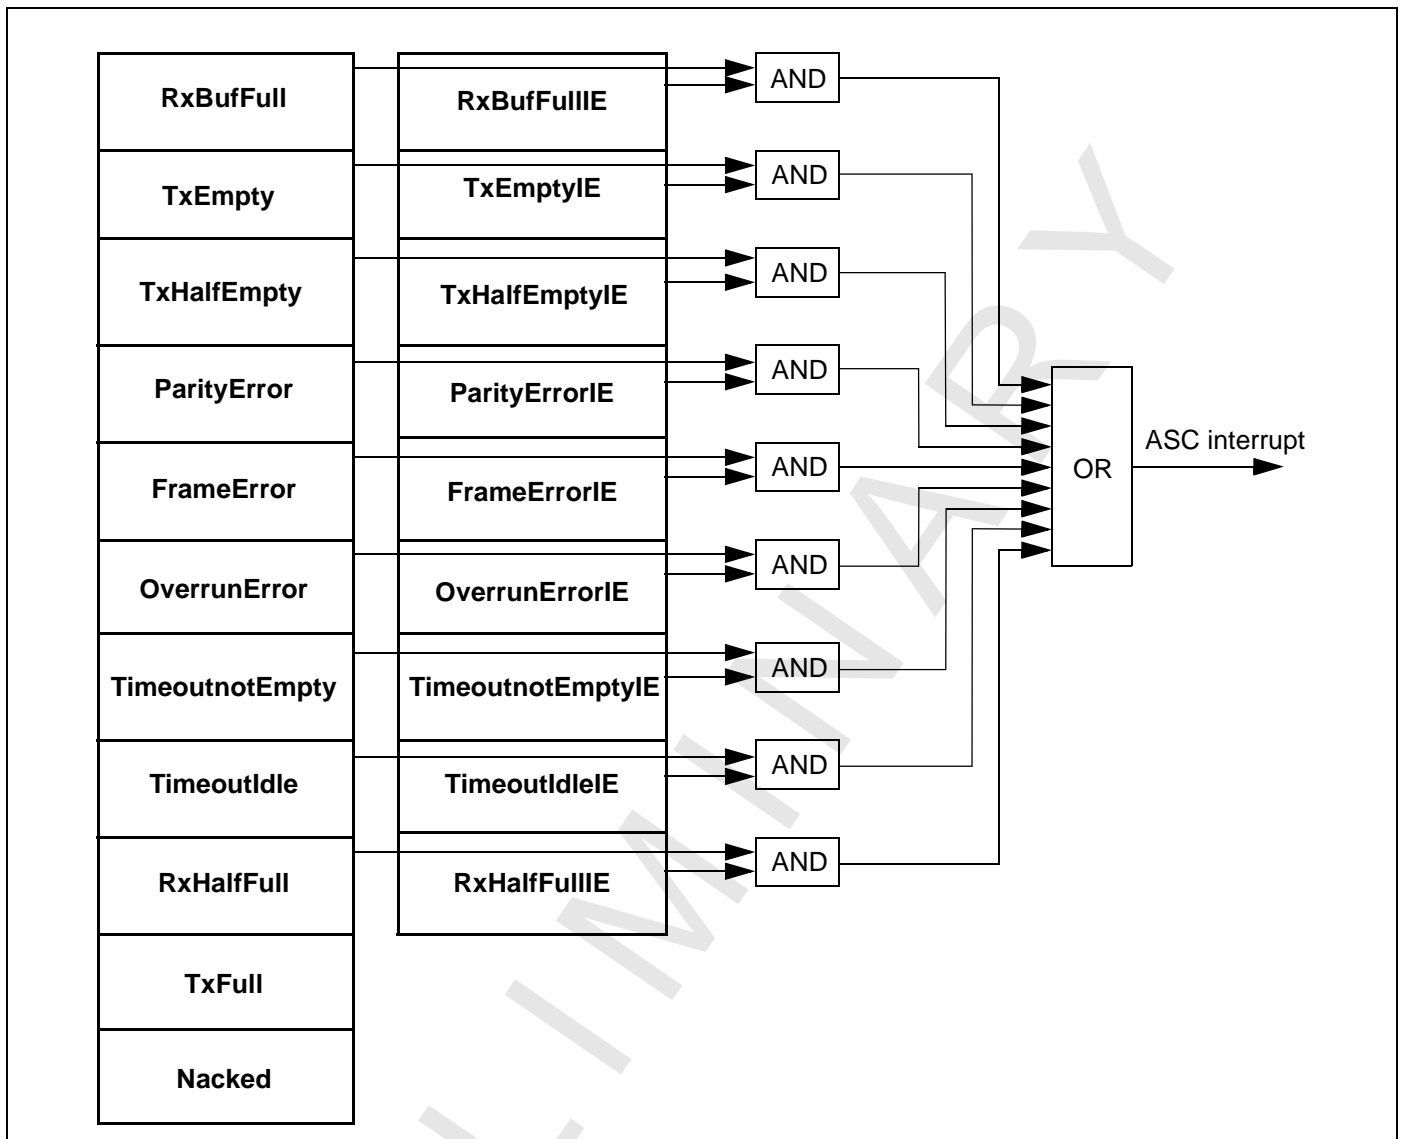 RxBufFull RxBufFullIE AND
TxEmpty TxEmptyIE AND
TxHalfEmpty TxHalfEmptyIE AND
ParityError ParityErrorIE AND
FrameError FrameErrorIE AND
OR ASC interrupt
OverrunError OverrunErrorIE AND
TimeoutnotEmpty TimeoutnotEmptyIE AND
TimeoutIdle TimeoutIdleIE AND
RxHalfFull RxHalfFullIE AND
TxFull
Nacked
LIMINARY